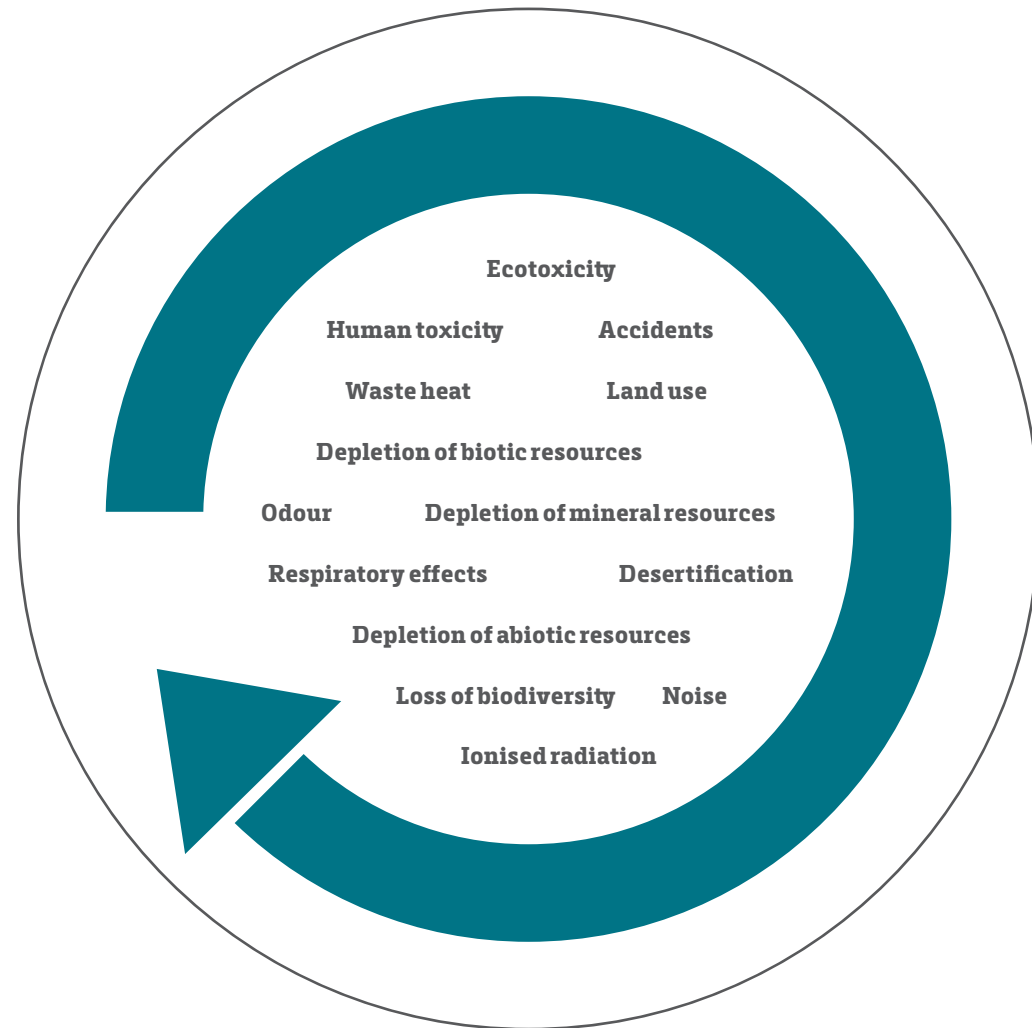 Ecotoxicity
Human toxicity Accidents
Waste heat Land use
Depletion of biotic resources
Odour Depletion of mineral resources
Respiratory effects Desertification
Depletion of abiotic resources
Loss of biodiversity Noise
Ionised radiation